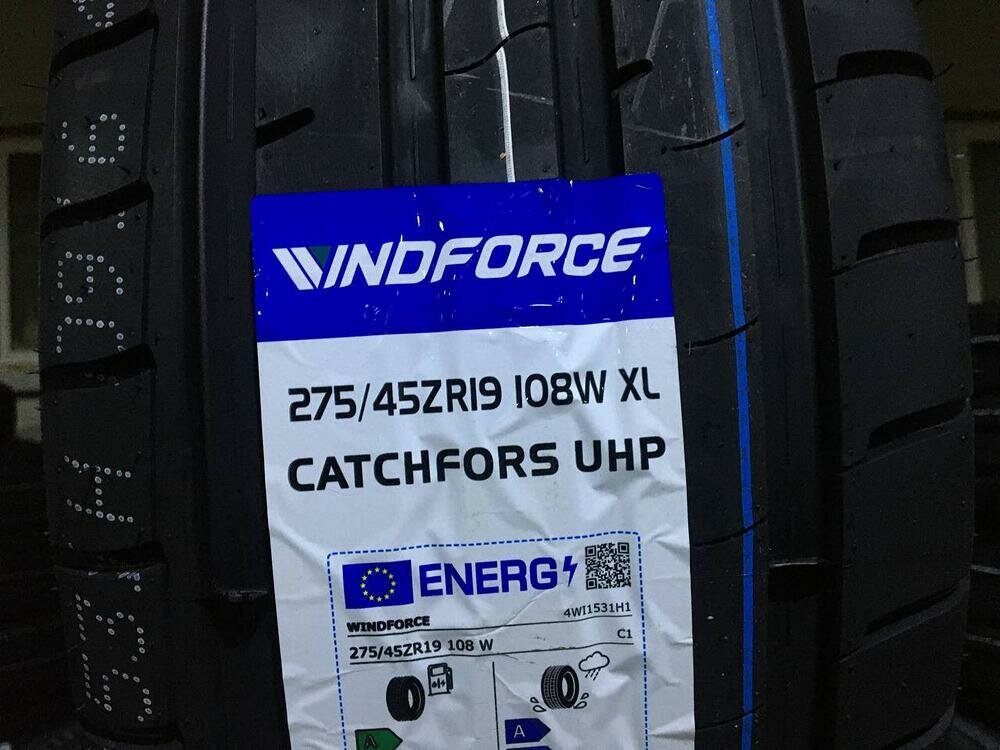 WINDFORCE
275/45ZR19 108W XL
CATCHFORS UHP
ENERG
WINDFORCE
4WI1531H1
275/45ZR19 108 W
C1
A
A